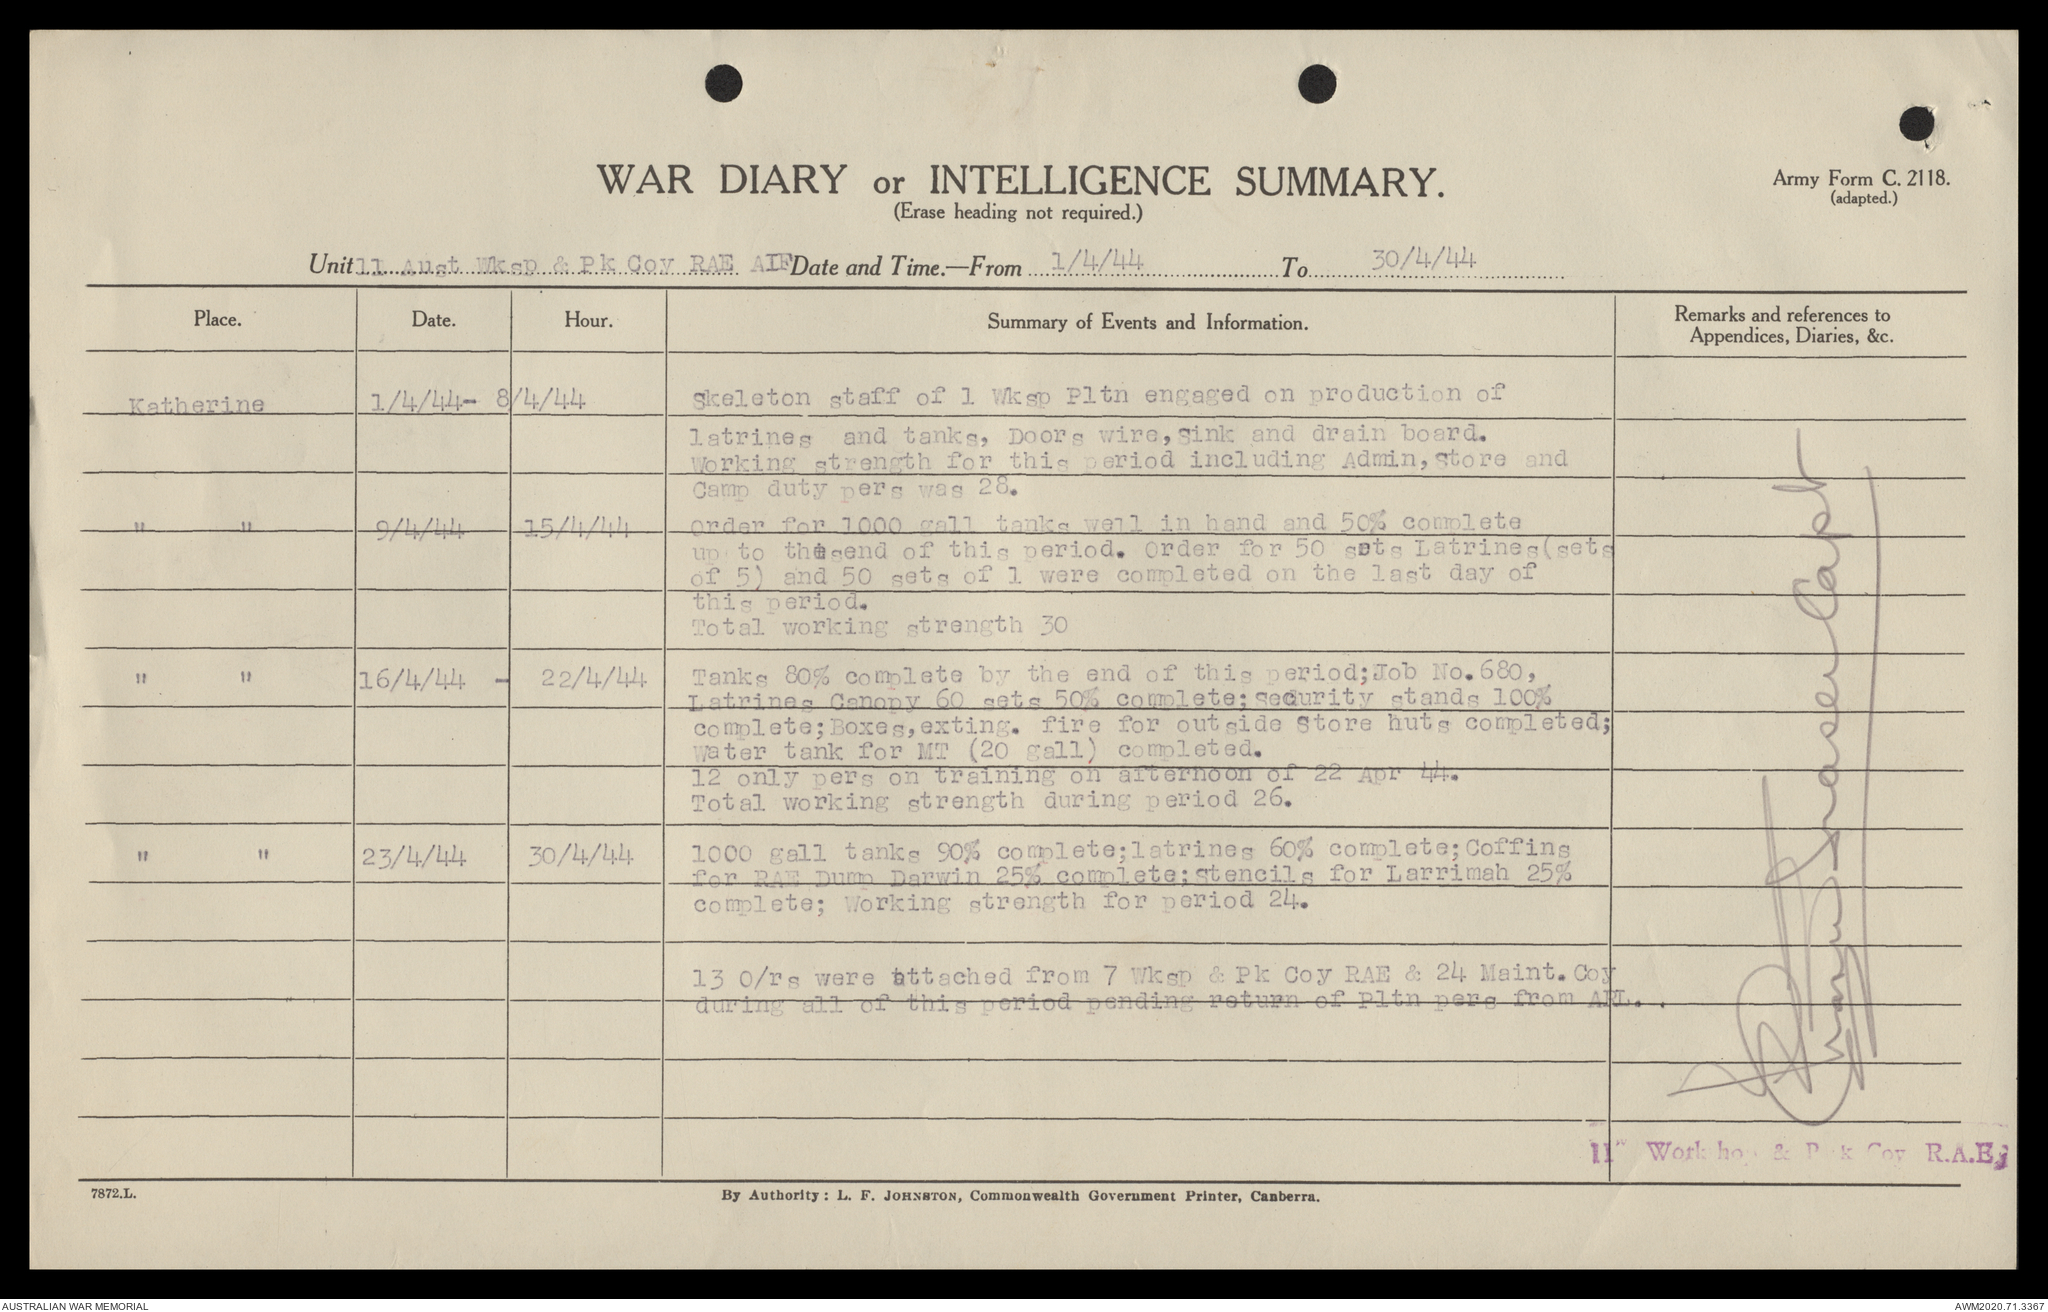 WAR DIARY or INTELLIGENCE SUMMARY.
(Erase heading not required.)
Army Form C. 2118.
(adapted.)
Unit 11 Aust Wksp & Pk Coy RAE AIF Date and Time.—From 1/4/44 To 30/4/44
Place. Date. Hour. Summary of Events and Information. Remarks and references to
Appendices, Diaries, &c.
Katherine 1/4/44- 8/4/44 Skeleton staff of 1 Wksp Pltn engaged on production of
latrines and tanks, Doors wire, Sink and drain board.
Working strength for this period including Admin, Store and
Camp duty pers was 28.
" " 9/4/44 15/4/44 Order for 1000 gall tanks well in hand and 50% complete
up to the end of this period. Order for 50 sets Latrines(sets
of 5) and 50 sets of 1 were completed on the last day of
this period.
Total working strength 30
" " 16/4/44 - 22/4/44 Tanks 80% complete by the end of this period;Job No.680,
Latrines Canopy 60 sets 50% complete;Security stands 100%
complete;Boxes,exting. fire for outside Store huts completed;
Water tank for MT (20 gall) completed.
12 only pers on training on afternoon of 22 Apr 44.
Total working strength during period 26.
" " 23/4/44 30/4/44 1000 gall tanks 90% complete;latrines 60% complete;Coffins
for RAE Dump Darwin 25% complete;Stencils for Larrimah 25%
complete; Working strength for period 24.
13 O/rs were attached from 7 Wksp & Pk Coy RAE & 24 Maint.Coy
during all of this period pending return of Pltn pers from ARL..
Fraser Capt
11th Workshop & Park Coy R.A.E.
7872.L.
By Authority: L. F. JOHNSTON, Commonwealth Government Printer, Canberra.
AUSTRALIAN WAR MEMORIAL
AWM2020.71.3367